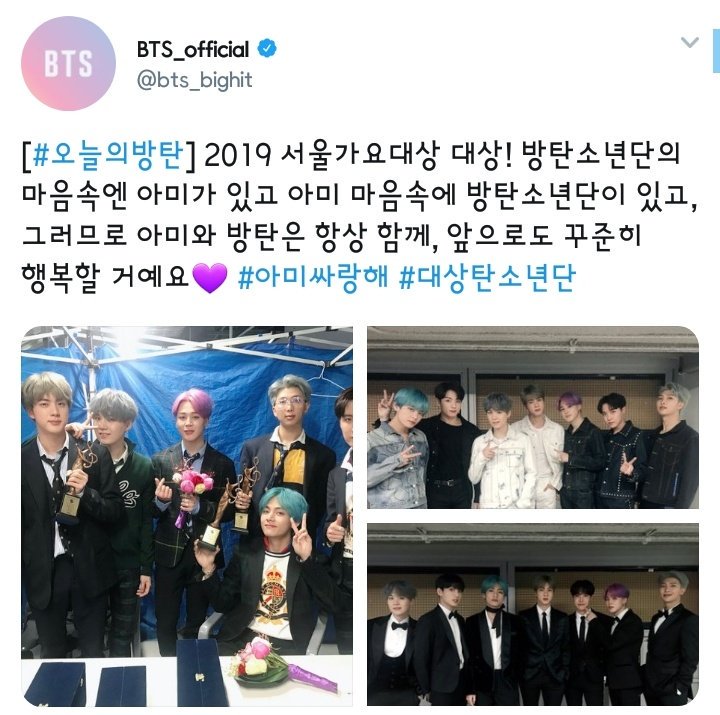 BTS
BTS_official
@bts_bighit
[#오늘의방탄] 2019 서울가요대상 대상! 방탄소년단의
마음속엔 아미가 있고 아미 마음속에 방탄소년단이 있고,
그러므로 아미와 방탄은 항상 함께, 앞으로도 꾸준히
행복할 거예요💜 #아미싸랑해 #대상탄소년단